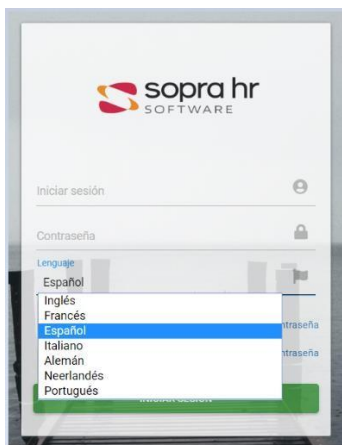 sopra hr
SOFTWARE
Iniciar sesión
Contraseña
Lenguaje
Español
Inglés
Francés
Español
Italiano
Alemán
Neerlandés
Portugués